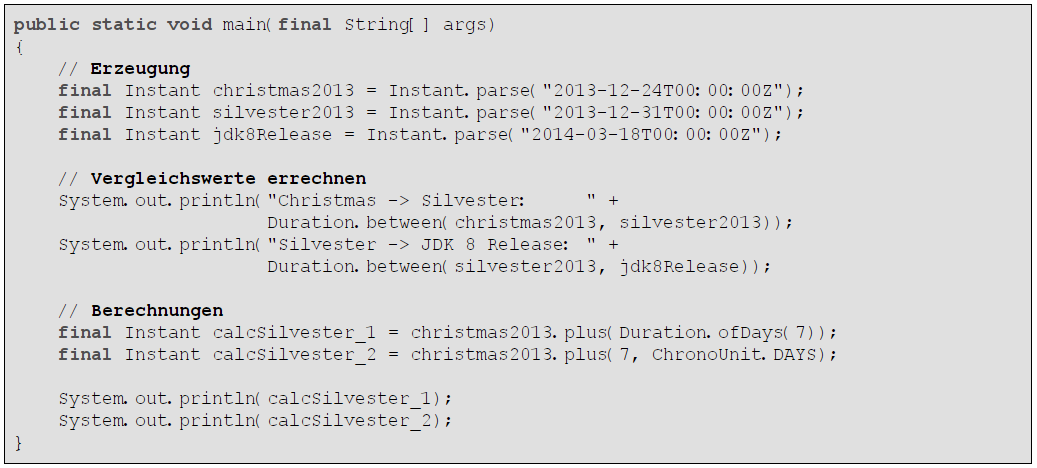 public static void main(final String[] args)
{
    // Erzeugung
    final Instant christmas2013 = Instant.parse("2013-12-24T00:00:00Z");
    final Instant silvester2013 = Instant.parse("2013-12-31T00:00:00Z");
    final Instant jdk8Release = Instant.parse("2014-03-18T00:00:00Z");

    // Vergleichswerte errechnen
    System.out.println("Christmas -> Silvester:      " +
                       Duration.between(christmas2013, silvester2013));
    System.out.println("Silvester -> JDK 8 Release: " +
                       Duration.between(silvester2013, jdk8Release));

    // Berechnungen
    final Instant calcSilvester_1 = christmas2013.plus(Duration.ofDays(7));
    final Instant calcSilvester_2 = christmas2013.plus(7, ChronoUnit.DAYS);

    System.out.println(calcSilvester_1);
    System.out.println(calcSilvester_2);
}